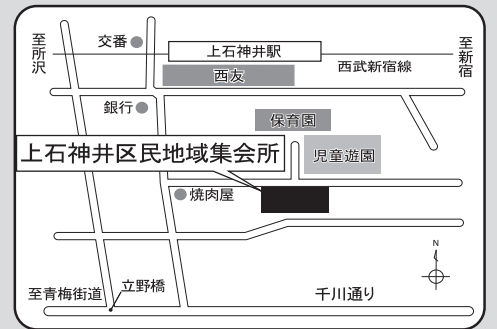 至所沢
交番
上石神井駅
至新宿
西友
西武新宿線
銀行
保育園
上石神井区民地域集会所
児童遊園
焼肉屋
N
至青梅街道
立野橋
千川通り